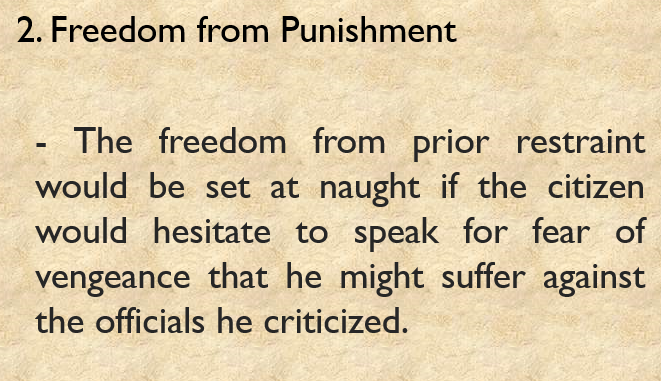 2. Freedom from Punishment
- The freedom from prior restraint
would be set at naught if the citizen
would hesitate to speak for fear of
vengeance that he might suffer against
the officials he criticized.